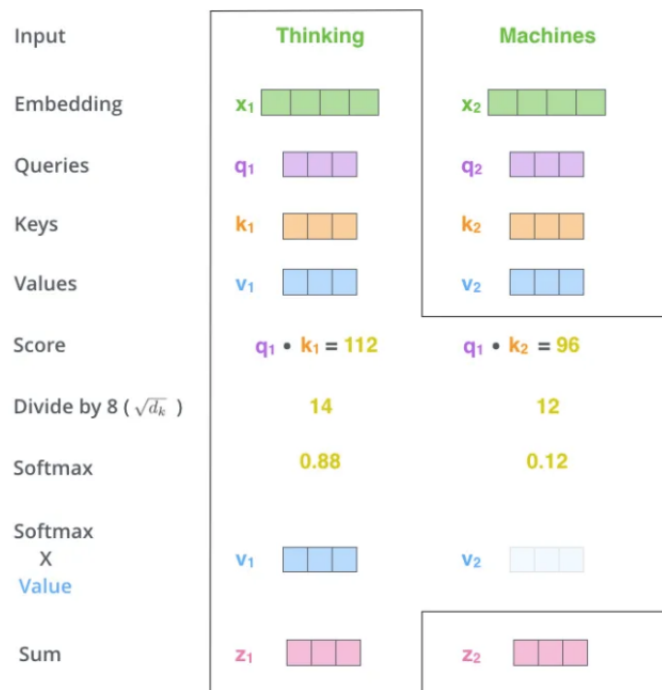 Input Thinking Machines
Embedding x1 x2
Queries q1 q2
Keys k1 k2
Values v1 v2
Score q1 • k1 = 112 q1 • k2 = 96
Divide by 8 ( √dk ) 14 12
Softmax 0.88 0.12
Softmax
X
Value
v1 v2
Sum z1 z2